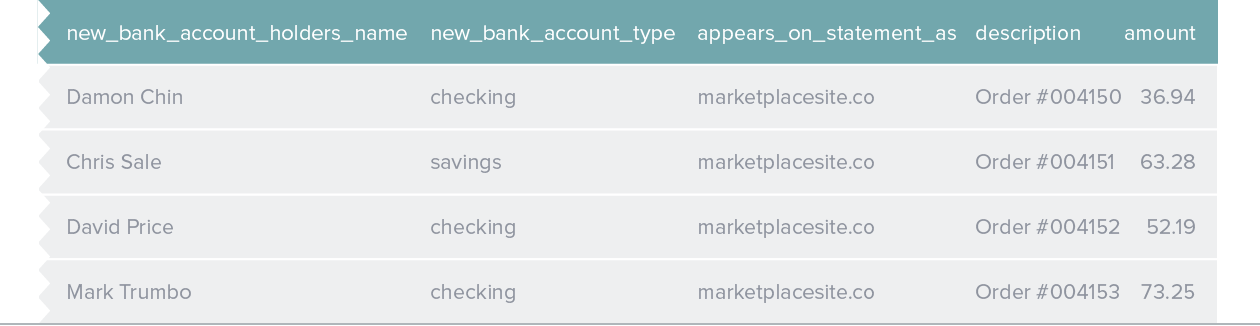 new_bank_account_holders_name new_bank_account_type appears_on_statement_as description amount
Damon Chin checking marketplacesite.co Order #004150 36.94
Chris Sale savings marketplacesite.co Order #004151 63.28
David Price checking marketplacesite.co Order #004152 52.19
Mark Trumbo checking marketplacesite.co Order #004153 73.25